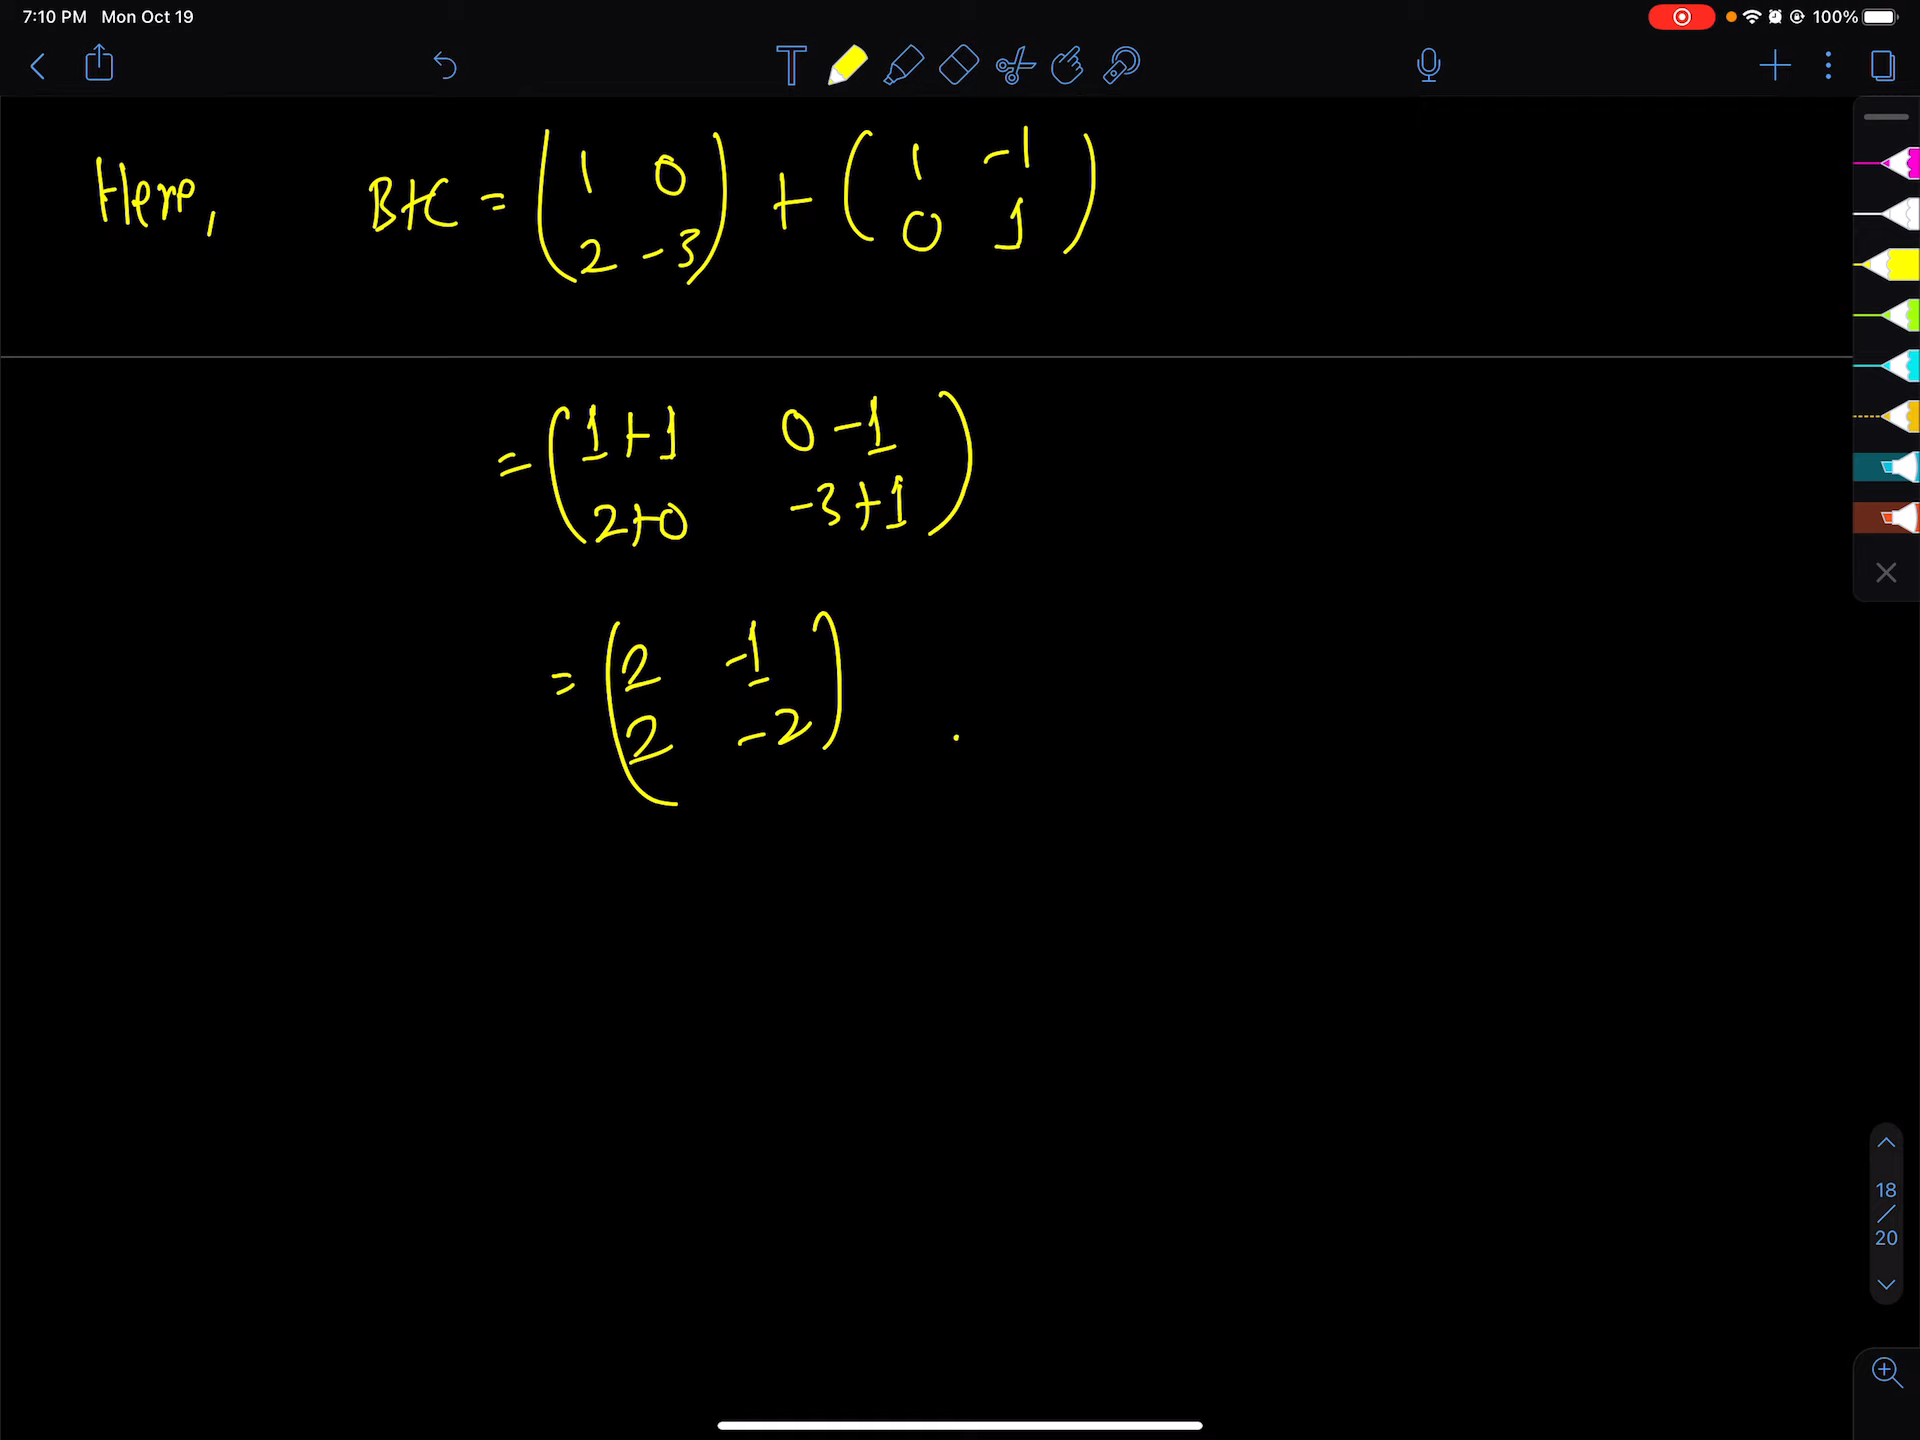 7:10 PM Mon Oct 19 100%
T
Here, B+C = ( 1 0 ) + ( 1 -1 )
( 2 -3 ) ( 0 1 )
= ( 1+1 0-1 )
( 2+0 -3+1 )
= ( 2 -1 )
( 2 -2 ) .
18
/
20